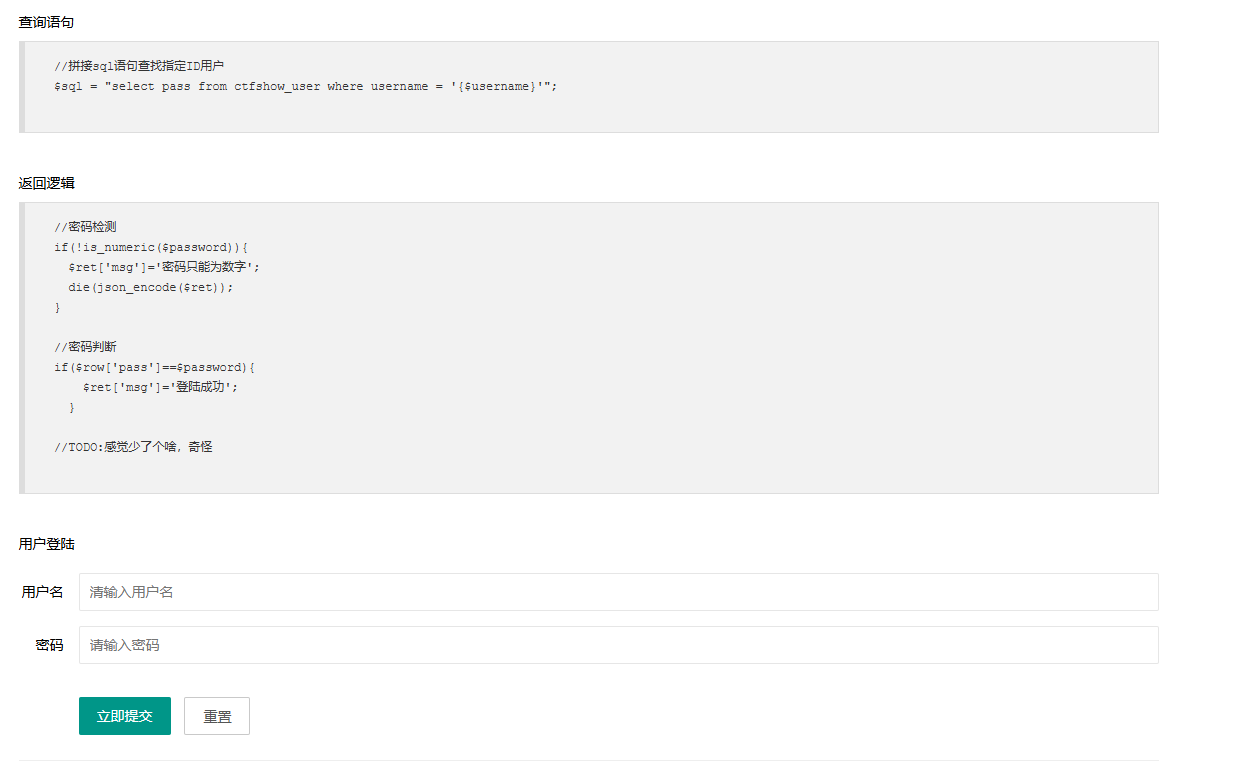 查询语句
//拼接sql语句查找指定ID用户
$sql = "select pass from ctfshow_user where username = '{$username}'";
返回逻辑
//密码检测
if(!is_numeric($password)){
$ret['msg']='密码只能为数字';
die(json_encode($ret));
}
//密码判断
if($row['pass']==$password){
$ret['msg']='登陆成功';
}
//TODO:感觉少了个啥，奇怪
用户登陆
用户名 请输入用户名
密码 请输入密码
立即提交 重置